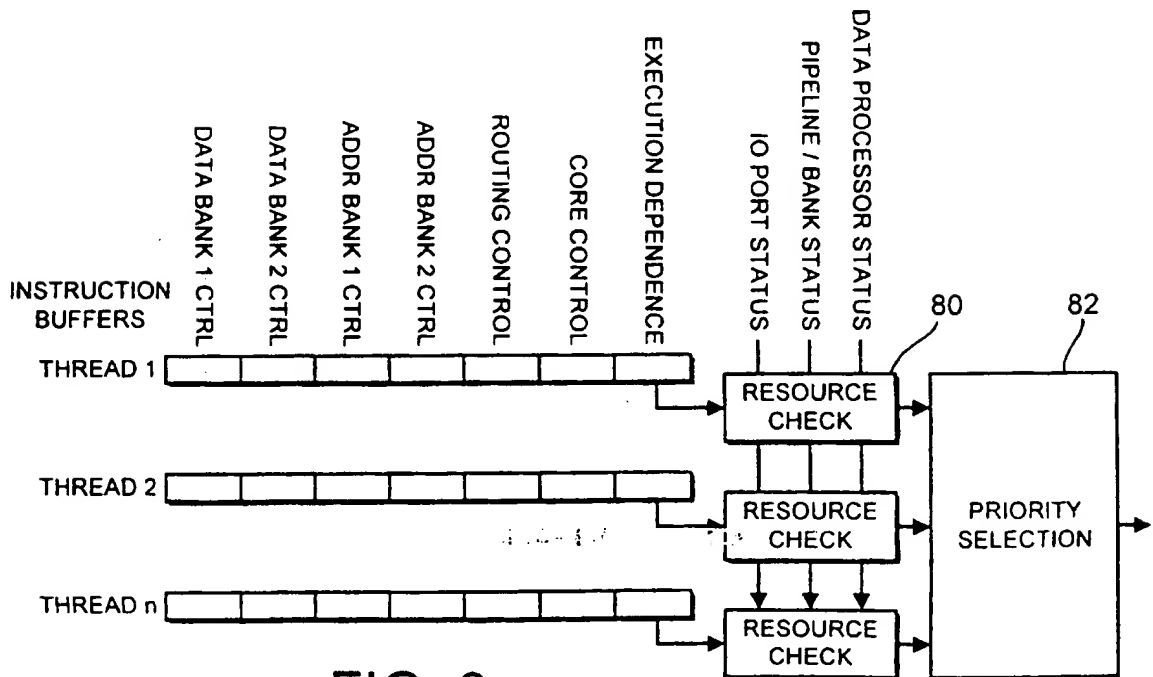 DATA BANK 1 CTRL
DATA BANK 2 CTRL
ADDR BANK 1 CTRL
ADDR BANK 2 CTRL
ROUTING CONTROL
CORE CONTROL
EXECUTION DEPENDENCE
IO PORT STATUS
PIPELINE / BANK STATUS
DATA PROCESSOR STATUS
80
82
INSTRUCTION
BUFFERS
THREAD 1
RESOURCE
CHECK
THREAD 2
RESOURCE
CHECK
PRIORITY
SELECTION
THREAD n
RESOURCE
CHECK